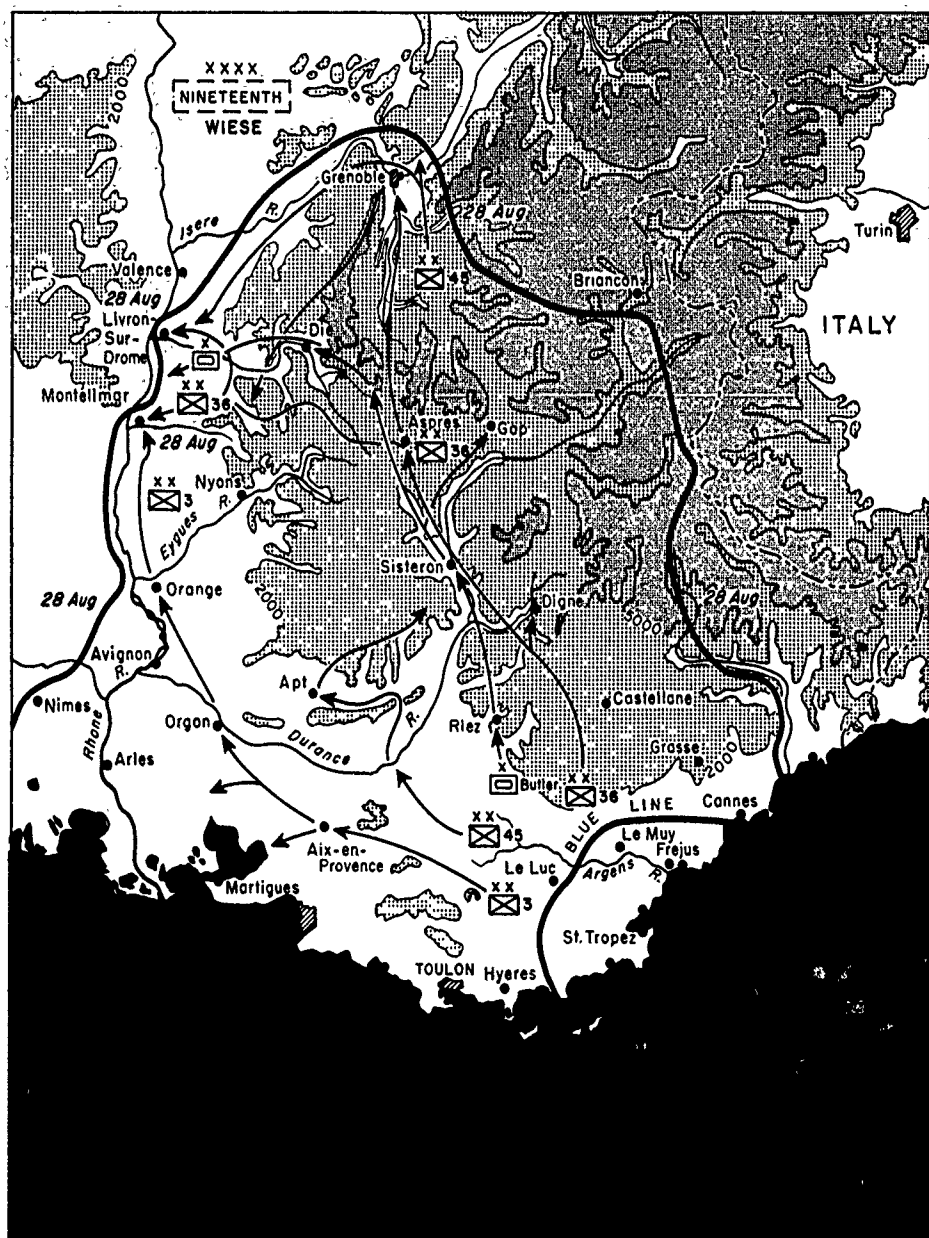 XXXX
NINETEENTH
WIESE
2000
Grenoble
28 Aug
Isere R.
Turin
Valence
XX
45
Briancon
28 Aug
Livron-
Sur-
Drome
Die
ITALY
X
Montelimar
XX
36
Aspres
Gap
XX
36
28 Aug
XX
3
Nyons
Eygues R.
Sisteron
28 Aug
Orange
2000
Digne
28 Aug
5000
Avignon
R.
Apt
Castellane
Nimes
Rhone
Orgon
Durance
R.
Riez
Grasse
2000
Arles
X
Butler
XX
36
BLUE LINE
Cannes
XX
45
Le Muy
Frejus
Aix-en-
Provence
Le Luc
Argens R.
Martigues
XX
3
St. Tropez
TOULON
Hyeres